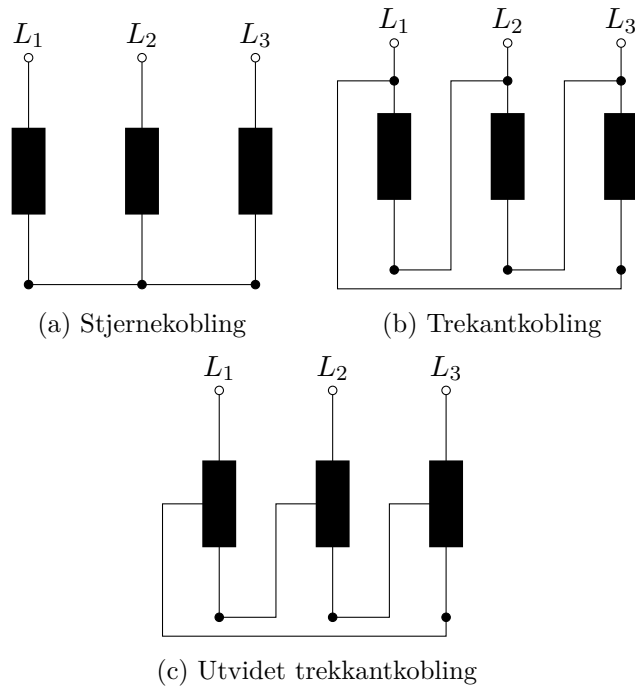 L1 L2 L3
L1 L2 L3
(a) Stjernekobling
(b) Trekantkobling
L1 L2 L3
(c) Utvidet trekkantkobling